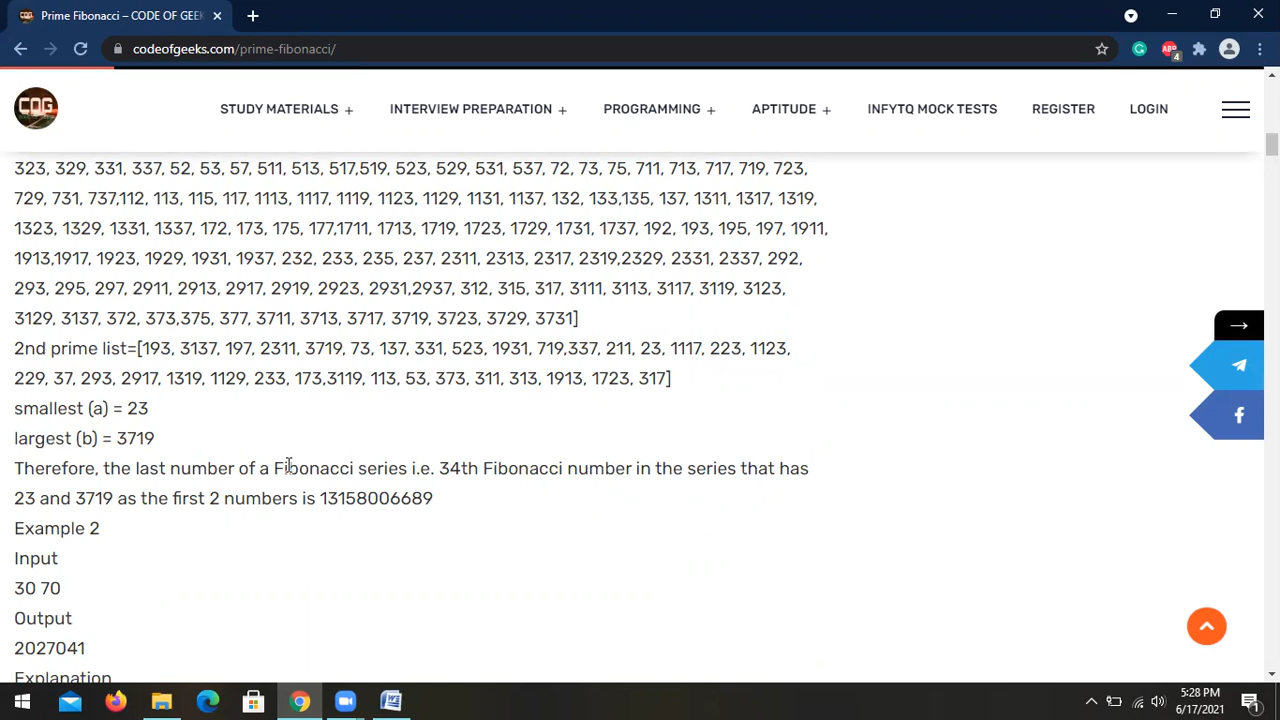 Prime Fibonacci – CODE OF GEEK
codeofgeeks.com/prime-fibonacci/
ABP
4
COG
STUDY MATERIALS +
INTERVIEW PREPARATION +
PROGRAMMING +
APTITUDE +
INFYTQ MOCK TESTS
REGISTER
LOGIN
323, 329, 331, 337, 52, 53, 57, 511, 513, 517,519, 523, 529, 531, 537, 72, 73, 75, 711, 713, 717, 719, 723,
729, 731, 737,112, 113, 115, 117, 1113, 1117, 1119, 1123, 1129, 1131, 1137, 132, 133,135, 137, 1311, 1317, 1319,
1323, 1329, 1331, 1337, 172, 173, 175, 177,1711, 1713, 1719, 1723, 1729, 1731, 1737, 192, 193, 195, 197, 1911,
1913,1917, 1923, 1929, 1931, 1937, 232, 233, 235, 237, 2311, 2313, 2317, 2319,2329, 2331, 2337, 292,
293, 295, 297, 2911, 2913, 2917, 2919, 2923, 2931,2937, 312, 315, 317, 3111, 3113, 3117, 3119, 3123,
3129, 3137, 372, 373,375, 377, 3711, 3713, 3717, 3719, 3723, 3729, 3731]
2nd prime list=[193, 3137, 197, 2311, 3719, 73, 137, 331, 523, 1931, 719,337, 211, 23, 1117, 223, 1123,
229, 37, 293, 2917, 1319, 1129, 233, 173,3119, 113, 53, 373, 311, 313, 1913, 1723, 317]
smallest (a) = 23
largest (b) = 3719
Therefore, the last number of a Fibonacci series i.e. 34th Fibonacci number in the series that has
23 and 3719 as the first 2 numbers is 13158006689
Example 2
Input
30 70
Output
2027041
Explanation
5:28 PM
6/17/2021
1